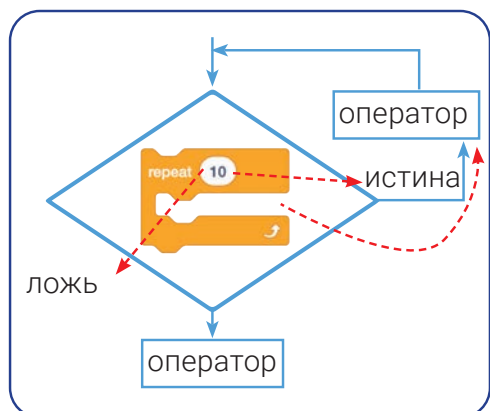 оператор
repeat 10
истина
ложь
оператор